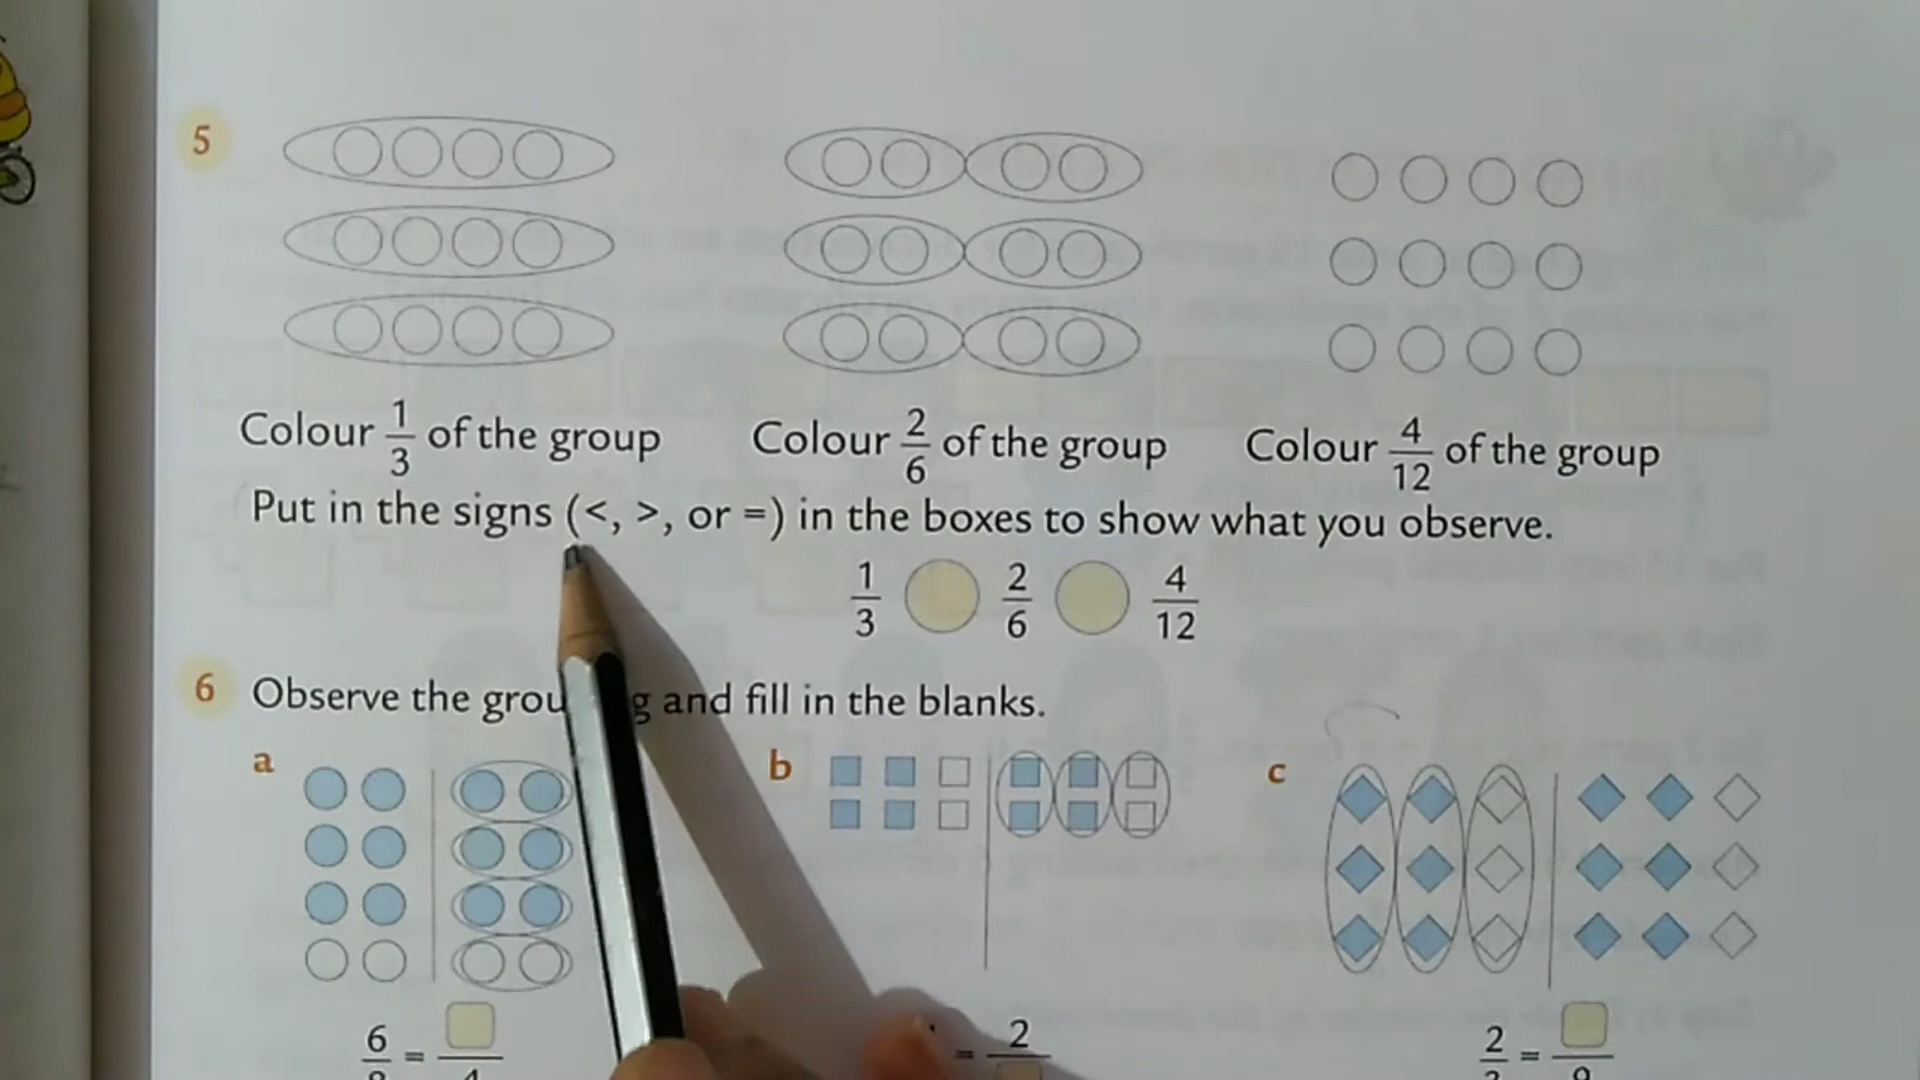 5
Colour 1/3 of the group Colour 2/6 of the group Colour 4/12 of the group
Put in the signs (<, >, or =) in the boxes to show what you observe.
1/3 2/6 4/12
6 Observe the and fill in the blanks.
a b c
6 = = 2 2 =